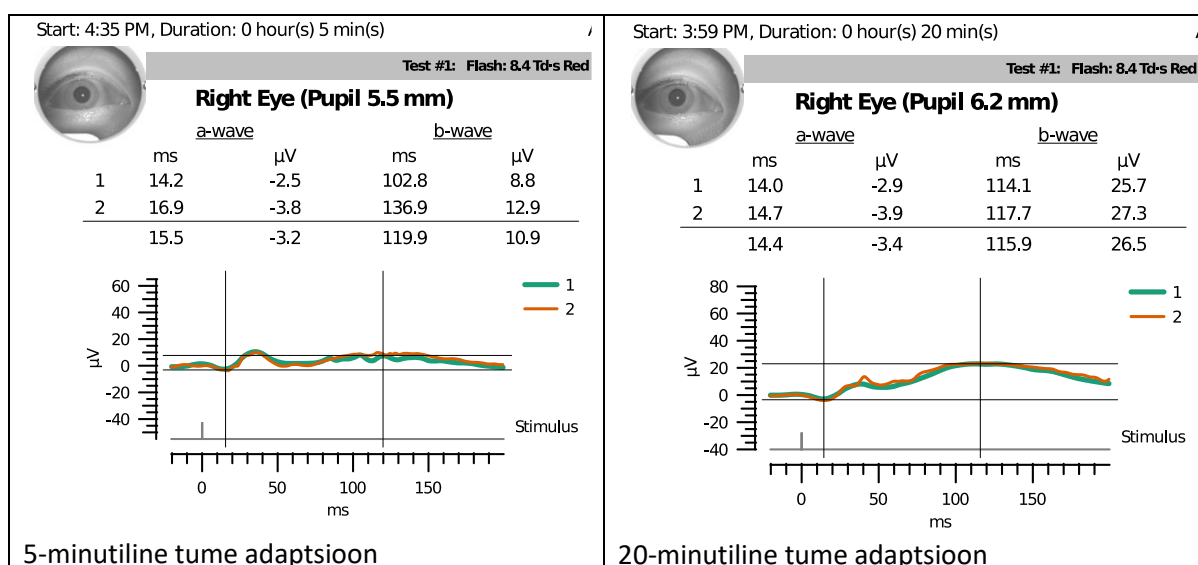 Start: 4:35 PM, Duration: 0 hour(s) 5 min(s)
Test #1: Flash: 8.4 Td·s Red
Right Eye (Pupil 5.5 mm)
a-wave b-wave
ms µV ms µV
1 14.2 -2.5 102.8 8.8
2 16.9 -3.8 136.9 12.9
15.5 -3.2 119.9 10.9
60
40
20
0
-20
-40
µV
1
2
Stimulus
0 50 100 150
ms
5-minutiline tume adaptsioon
Start: 3:59 PM, Duration: 0 hour(s) 20 min(s)
Test #1: Flash: 8.4 Td·s Red
Right Eye (Pupil 6.2 mm)
a-wave b-wave
ms µV ms µV
1 14.0 -2.9 114.1 25.7
2 14.7 -3.9 117.7 27.3
14.4 -3.4 115.9 26.5
80
60
40
20
0
-20
-40
µV
1
2
Stimulus
0 50 100 150
ms
20-minutiline tume adaptsioon